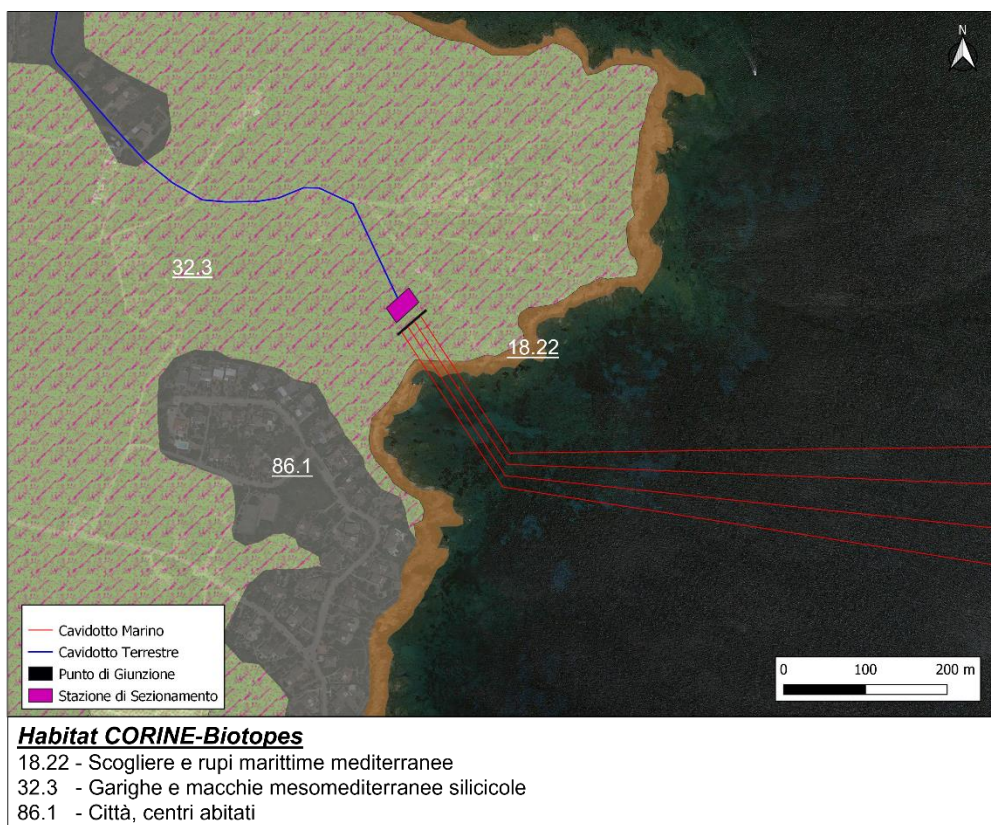 N
32.3
18.22
86.1
Cavidotto Marino
Cavidotto Terrestre
Punto di Giunzione
Stazione di Sezionamento
0 100 200 m
Habitat CORINE-Biotopes
18.22 - Scogliere e rupi marittime mediterranee
32.3 - Garighe e macchie mesomediterranee silicicole
86.1 - Città, centri abitati